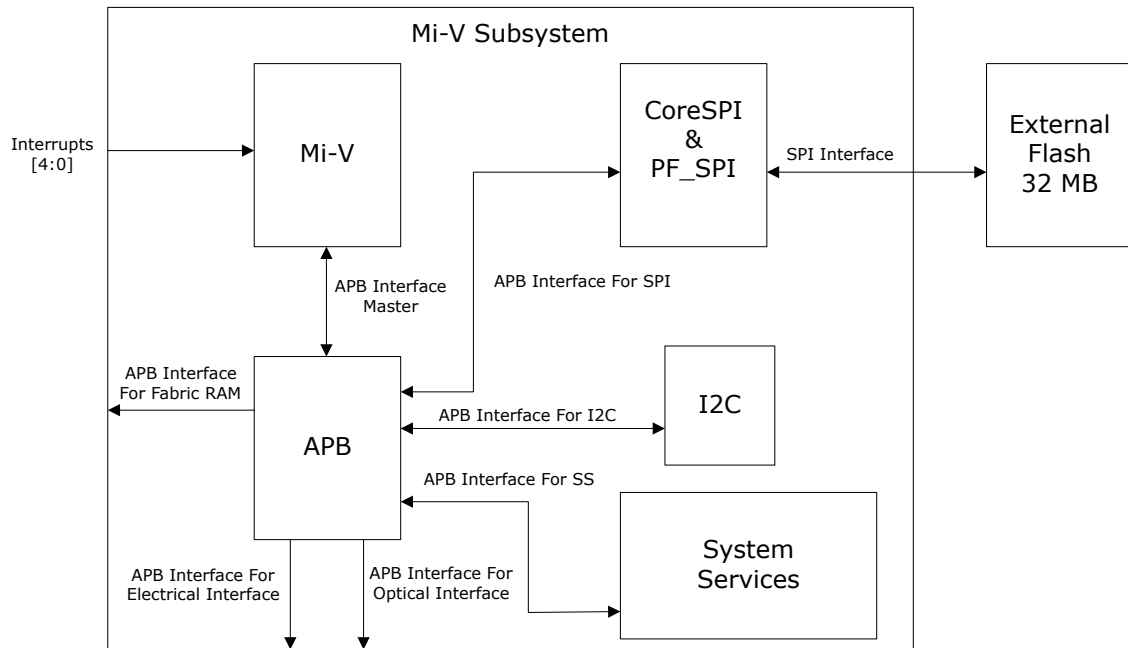 Mi-V Subsystem
Interrupts
[4:0]
Mi-V
CoreSPI
&
PF_SPI
SPI Interface
External
Flash
32 MB
APB Interface
Master
APB Interface For SPI
APB Interface
For Fabric RAM
APB
APB Interface For I2C
I2C
APB Interface For SS
System
Services
APB Interface For
Electrical Interface
APB Interface For
Optical Interface